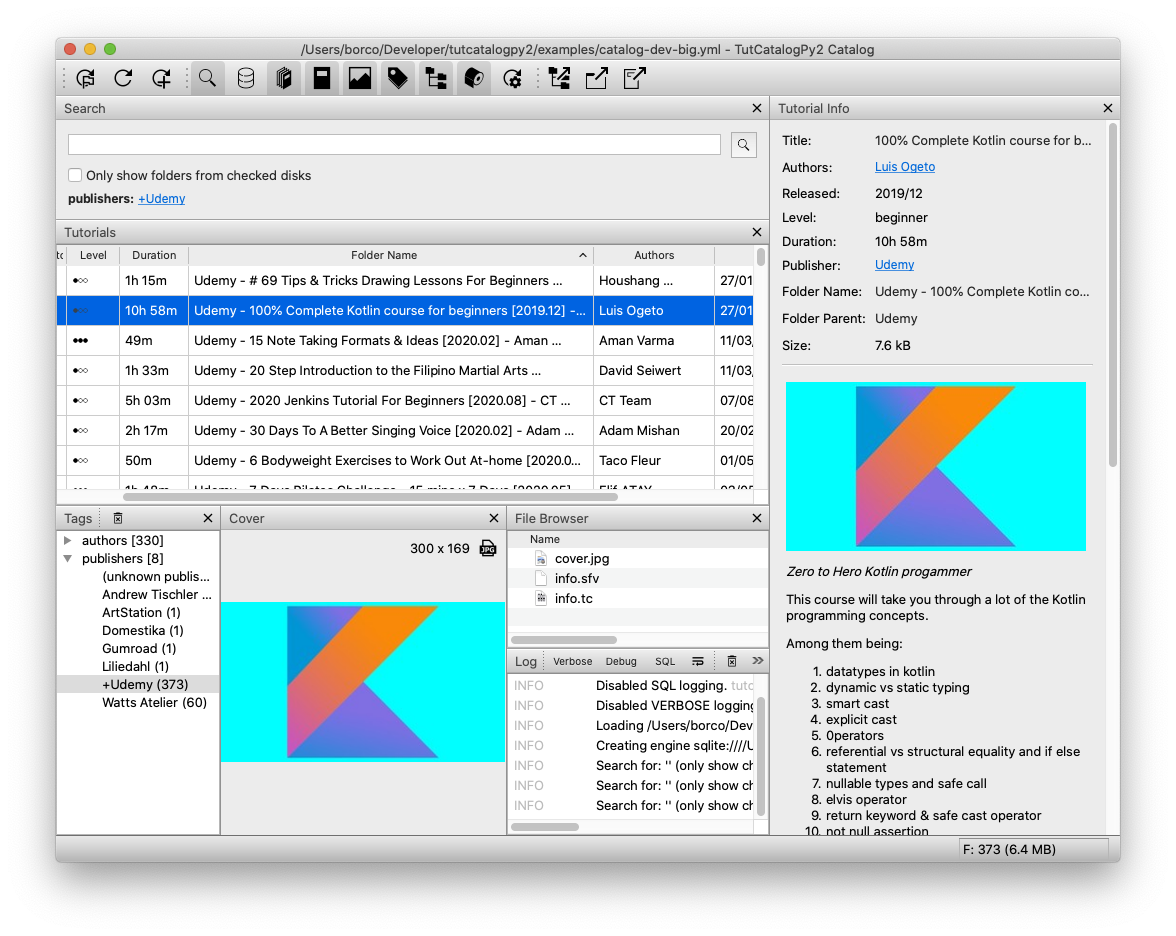 /Users/borco/Developer/tutcatalogpy2/examples/catalog-dev-big.yml - TutCatalogPy2 Catalog
Search
Only show folders from checked disks
publishers: +Udemy
Tutorials
Level Duration Folder Name Authors
1h 15m Udemy - # 69 Tips & Tricks Drawing Lessons For Beginners ... Houshang ... 27/01
10h 58m Udemy - 100% Complete Kotlin course for beginners [2019.12] -... Luis Ogeto 27/01
49m Udemy - 15 Note Taking Formats & Ideas [2020.02] - Aman ... Aman Varma 11/03
1h 33m Udemy - 20 Step Introduction to the Filipino Martial Arts ... David Seiwert 11/03
5h 03m Udemy - 2020 Jenkins Tutorial For Beginners [2020.08] - CT ... CT Team 07/08
2h 17m Udemy - 30 Days To A Better Singing Voice [2020.02] - Adam ... Adam Mishan 20/02
50m Udemy - 6 Bodyweight Exercises to Work Out At-home [2020.0... Taco Fleur 01/05
Tags
authors [330]
publishers [8]
(unknown publis...
Andrew Tischler ...
ArtStation (1)
Domestika (1)
Gumroad (1)
Liliedahl (1)
+Udemy (373)
Watts Atelier (60)
Cover
300 x 169 JPG
File Browser
Name
cover.jpg
info.sfv
info.tc
Log Verbose Debug SQL
INFO Disabled SQL logging. tutc
INFO Disabled VERBOSE logging
INFO Loading /Users/borco/Dev
INFO Creating engine sqlite:////U
INFO Search for: '' (only show ch
INFO Search for: '' (only show ch
INFO Search for: '' (only show ch
Tutorial Info
Title: 100% Complete Kotlin course for b...
Authors: Luis Ogeto
Released: 2019/12
Level: beginner
Duration: 10h 58m
Publisher: Udemy
Folder Name: Udemy - 100% Complete Kotlin co...
Folder Parent: Udemy
Size: 7.6 kB
Zero to Hero Kotlin progammer
This course will take you through a lot of the Kotlin
programming concepts.
Among them being:
1. datatypes in kotlin
2. dynamic vs static typing
3. smart cast
4. explicit cast
5. 0perators
6. referential vs structural equality and if else
statement
7. nullable types and safe call
8. elvis operator
9. return keyword & safe cast operator
10. not null assertion
F: 373 (6.4 MB)